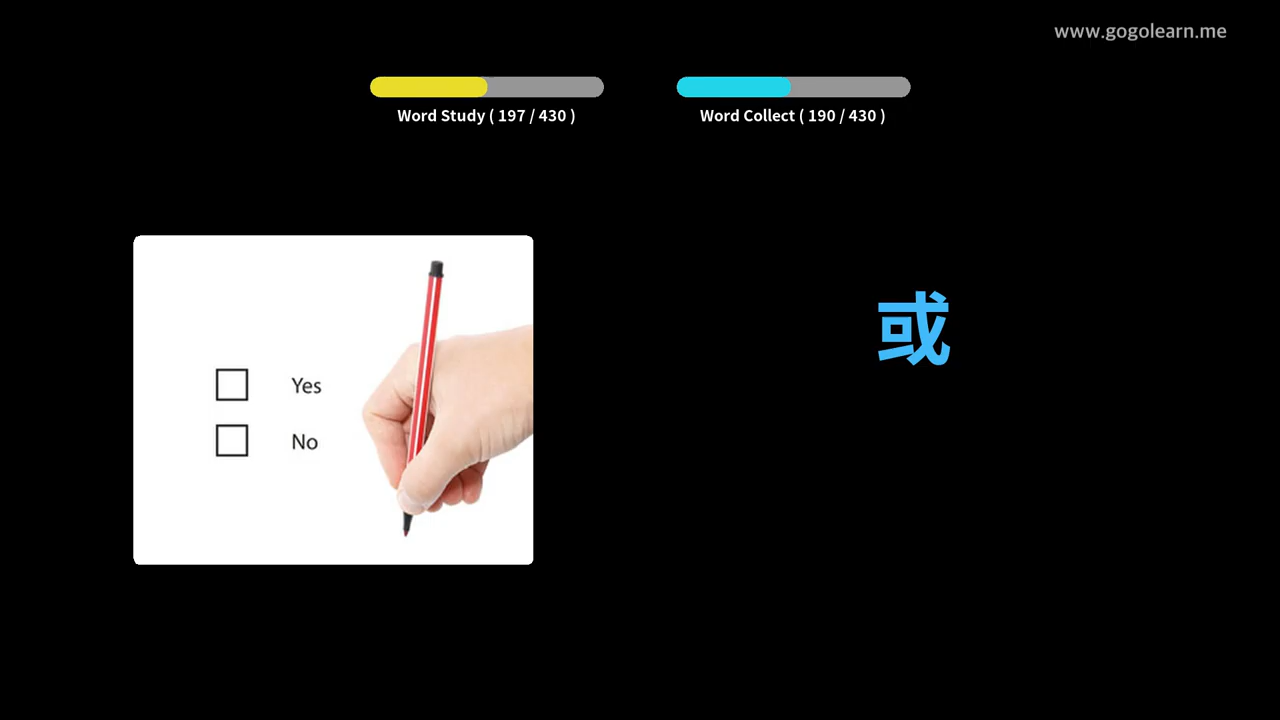 www.gogolearn.me
Word Study ( 197 / 430 )
Word Collect ( 190 / 430 )
或
Yes
No